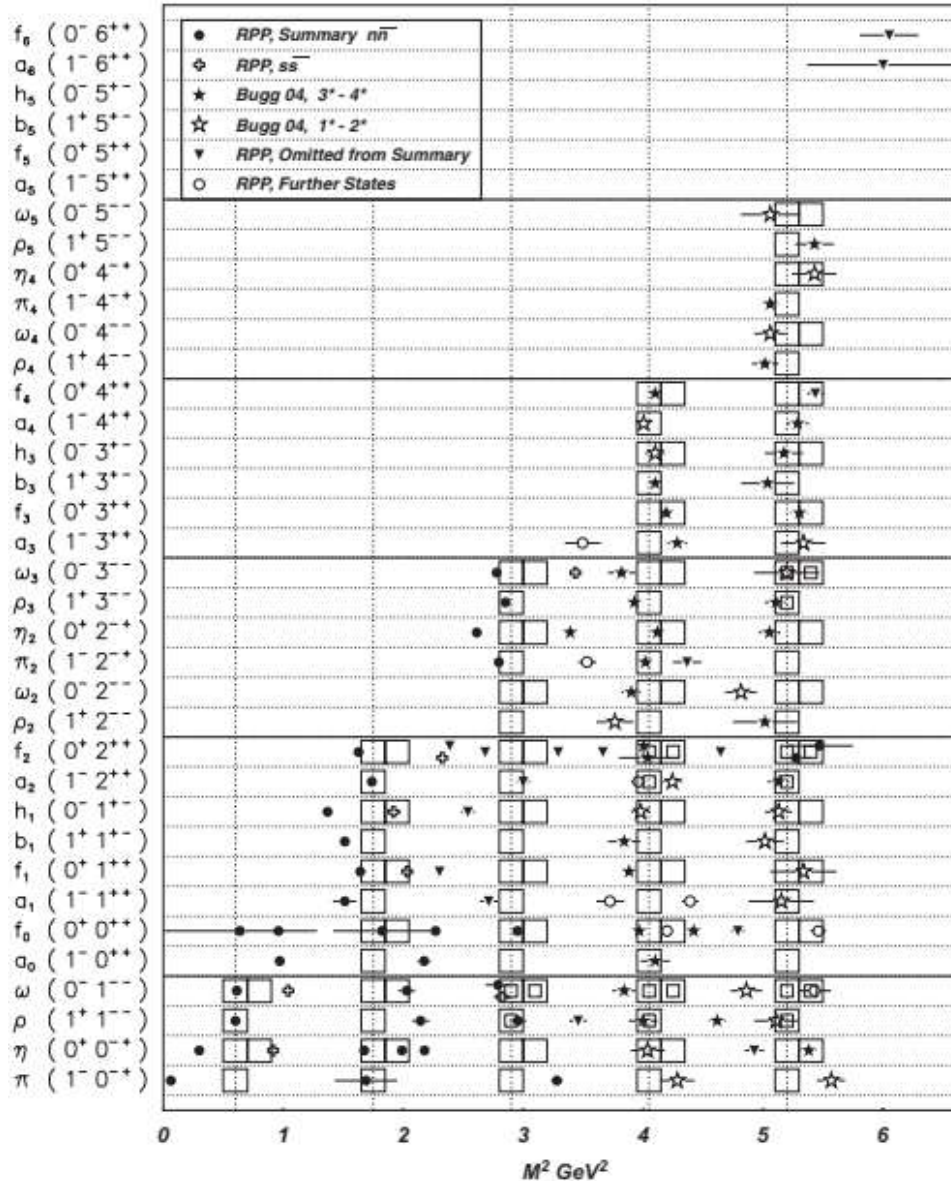 f₆ ( 0⁻ 6⁺⁺ )
a₆ ( 1⁻ 6⁺⁺ )
h₅ ( 0⁻ 5⁺⁻ )
b₅ ( 1⁺ 5⁺⁻ )
f₅ ( 0⁺ 5⁺⁺ )
a₅ ( 1⁻ 5⁺⁺ )
ω₅ ( 0⁻ 5⁻⁻ )
ρ₅ ( 1⁺ 5⁻⁻ )
η₄ ( 0⁺ 4⁻⁺ )
π₄ ( 1⁻ 4⁻⁺ )
ω₄ ( 0⁻ 4⁻⁻ )
ρ₄ ( 1⁺ 4⁻⁻ )
f₄ ( 0⁺ 4⁺⁺ )
a₄ ( 1⁻ 4⁺⁺ )
h₃ ( 0⁻ 3⁺⁻ )
b₃ ( 1⁺ 3⁺⁻ )
f₃ ( 0⁺ 3⁺⁺ )
a₃ ( 1⁻ 3⁺⁺ )
ω₃ ( 0⁻ 3⁻⁻ )
ρ₃ ( 1⁺ 3⁻⁻ )
η₂ ( 0⁺ 2⁻⁺ )
π₂ ( 1⁻ 2⁻⁺ )
ω₂ ( 0⁻ 2⁻⁻ )
ρ₂ ( 1⁺ 2⁻⁻ )
f₂ ( 0⁺ 2⁺⁺ )
a₂ ( 1⁻ 2⁺⁺ )
h₁ ( 0⁻ 1⁺⁻ )
b₁ ( 1⁺ 1⁺⁻ )
f₁ ( 0⁺ 1⁺⁺ )
a₁ ( 1⁻ 1⁺⁺ )
f₀ ( 0⁺ 0⁺⁺ )
a₀ ( 1⁻ 0⁺⁺ )
ω ( 0⁻ 1⁻⁻ )
ρ ( 1⁺ 1⁻⁻ )
η ( 0⁺ 0⁻⁺ )
π ( 1⁻ 0⁻⁺ )
RPP, Summary nn̅
RPP, ss̅
Bugg 04, 3* - 4*
Bugg 04, 1* - 2*
RPP, Omitted from Summary
RPP, Further States
0 1 2 3 4 5 6
M² GeV²